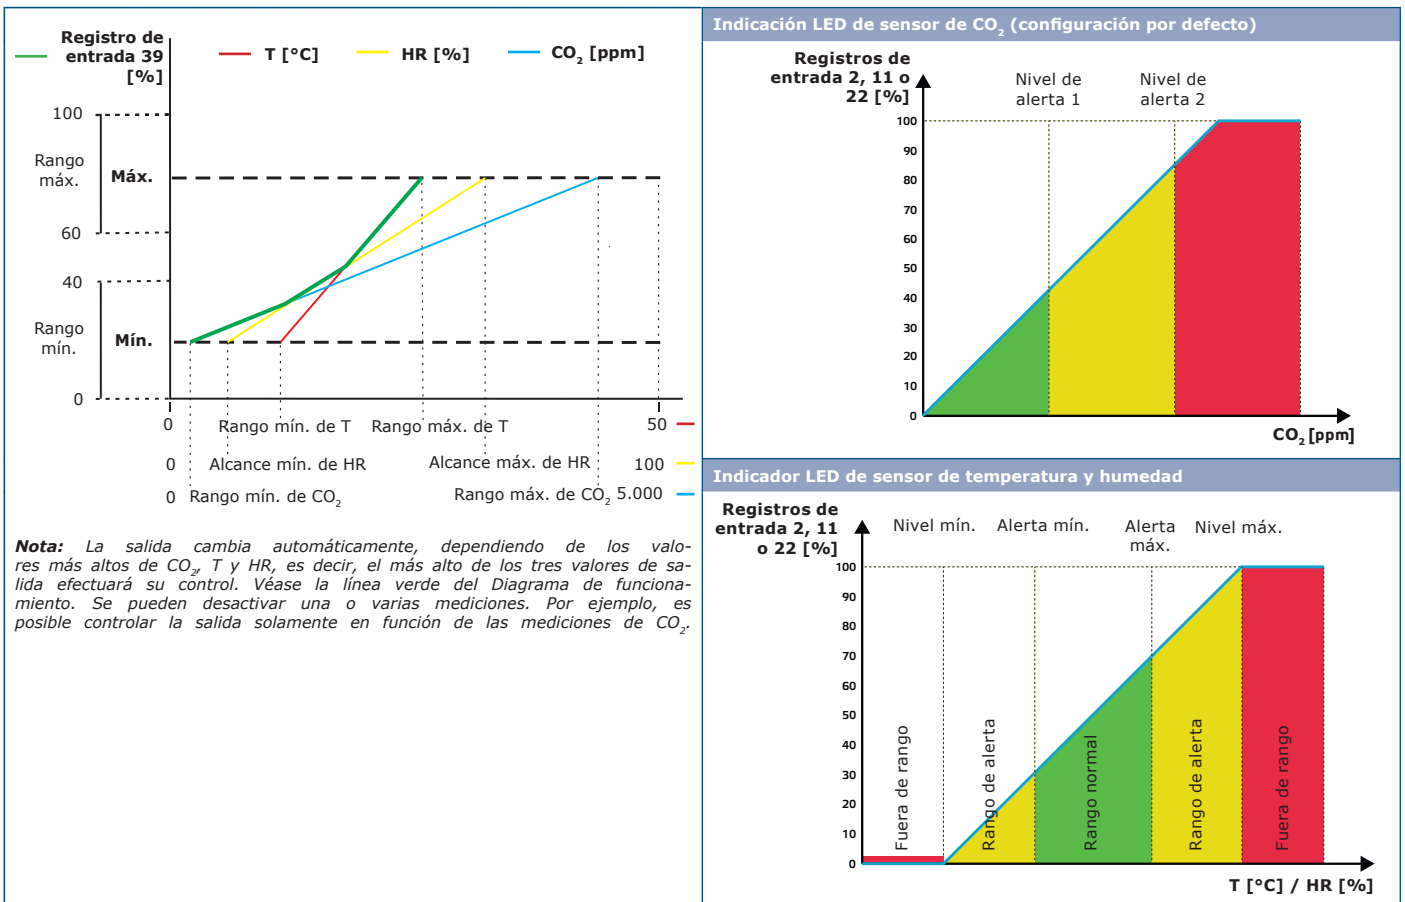 Registro de
entrada 39
[%]
T [°C]
HR [%]
CO2 [ppm]
100
Rango
máx.
Máx.
60
40
Rango
mín.
Mín.
0
0
Rango mín. de T
Rango máx. de T
50
0
Alcance mín. de HR
Alcance máx. de HR
100
0
Rango mín. de CO2
Rango máx. de CO2
5.000
Nota: La salida cambia automáticamente, dependiendo de los valo-
res más altos de CO2, T y HR, es decir, el más alto de los tres valores de sa-
lida efectuará su control. Véase la línea verde del Diagrama de funciona-
miento. Se pueden desactivar una o varias mediciones. Por ejemplo, es
posible controlar la salida solamente en función de las mediciones de CO2.
Indicación LED de sensor de CO2 (configuración por defecto)
Registros de
entrada 2, 11 o
22 [%]
Nivel de
alerta 1
Nivel de
alerta 2
100
90
80
70
60
50
40
30
20
10
0
CO2 [ppm]
Indicador LED de sensor de temperatura y humedad
Registros de
entrada 2, 11
o 22 [%]
Nivel mín.
Alerta mín.
Alerta
máx.
Nivel máx.
100
90
80
70
60
50
40
30
20
10
0
Fuera de rango
Rango de alerta
Rango normal
Rango de alerta
Fuera de rango
T [°C] / HR [%]